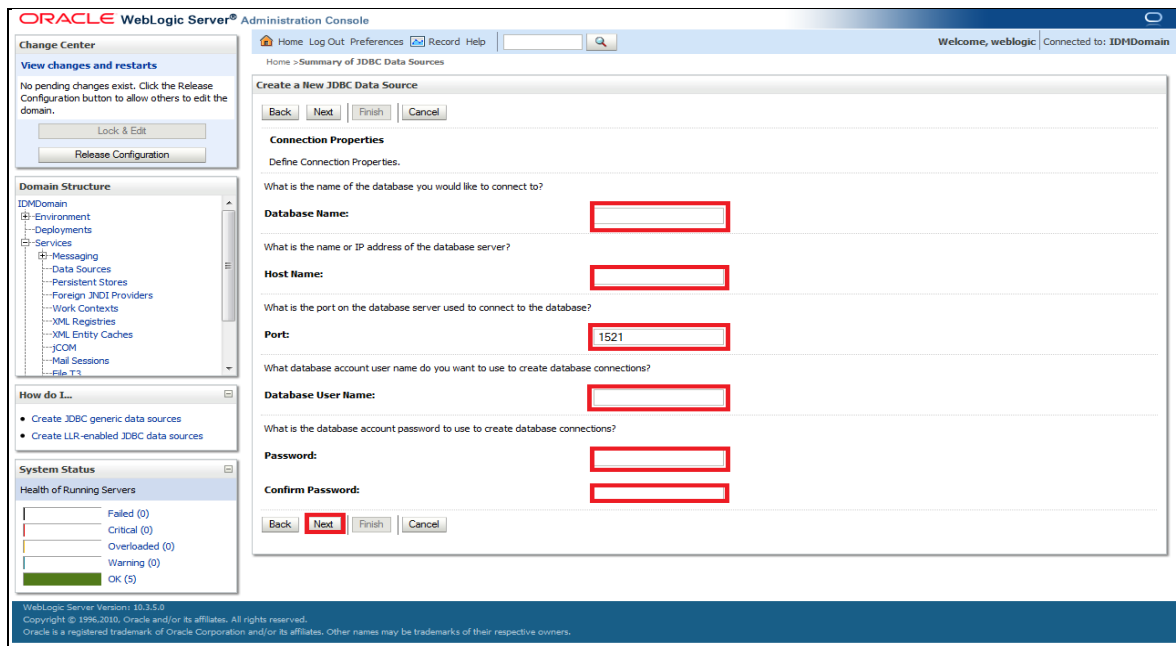 ORACLE WebLogic Server® Administration Console
Change Center
View changes and restarts
No pending changes exist. Click the Release
Configuration button to allow others to edit the
domain.
Lock & Edit
Release Configuration
Domain Structure
IDMDomain
Environment
Deployments
Services
Messaging
Data Sources
Persistent Stores
Foreign JNDI Providers
Work Contexts
XML Registries
XML Entity Caches
jCOM
Mail Sessions
File T3
How do I...
Create JDBC generic data sources
Create LLR-enabled JDBC data sources
System Status
Health of Running Servers
Failed (0)
Critical (0)
Overloaded (0)
Warning (0)
OK (5)
Home Log Out Preferences Record Help
Welcome, weblogic Connected to: IDMDomain
Home >Summary of JDBC Data Sources
Create a New JDBC Data Source
Back Next Finish Cancel
Connection Properties
Define Connection Properties.
What is the name of the database you would like to connect to?
Database Name:
What is the name or IP address of the database server?
Host Name:
What is the port on the database server used to connect to the database?
Port: 1521
What database account user name do you want to use to create database connections?
Database User Name:
What is the database account password to use to create database connections?
Password:
Confirm Password:
Back Next Finish Cancel
WebLogic Server Version: 10.3.5.0
Copyright © 1996,2010, Oracle and/or its affiliates. All rights reserved.
Oracle is a registered trademark of Oracle Corporation and/or its affiliates. Other names may be trademarks of their respective owners.